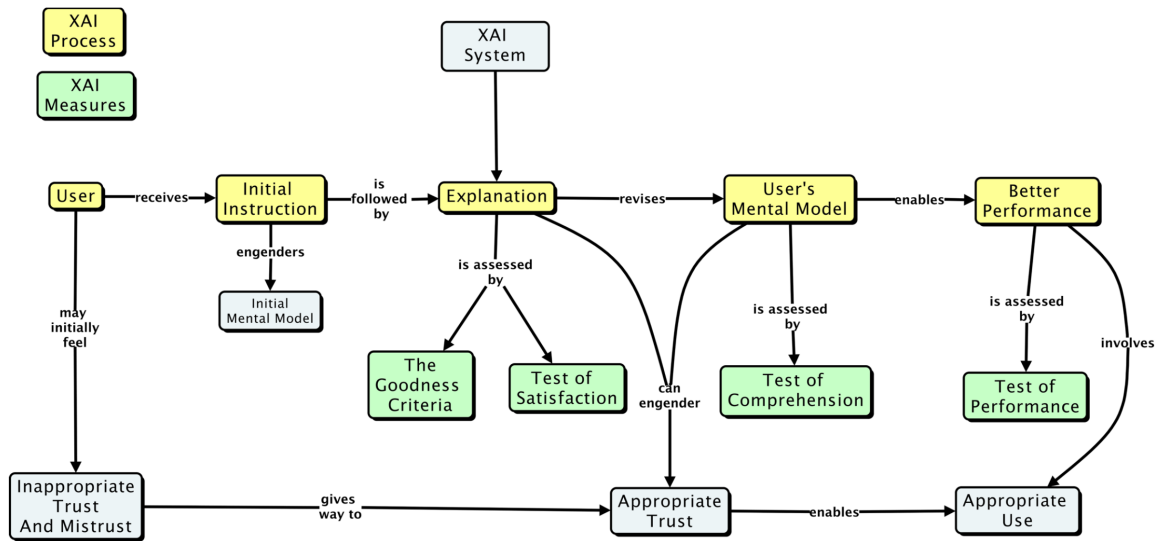 XAI
Process
XAI
Measures
XAI
System
User
receives
Initial
Instruction
is
followed
by
Explanation
revises
User's
Mental Model
enables
Better
Performance
engenders
Initial
Mental Model
is assessed
by
is assessed
by
is assessed
by
may
initially
feel
involves
The
Goodness
Criteria
Test of
Satisfaction
can
engender
Test of
Comprehension
Test of
Performance
Inappropriate
Trust
And Mistrust
gives
way to
Appropriate
Trust
enables
Appropriate
Use